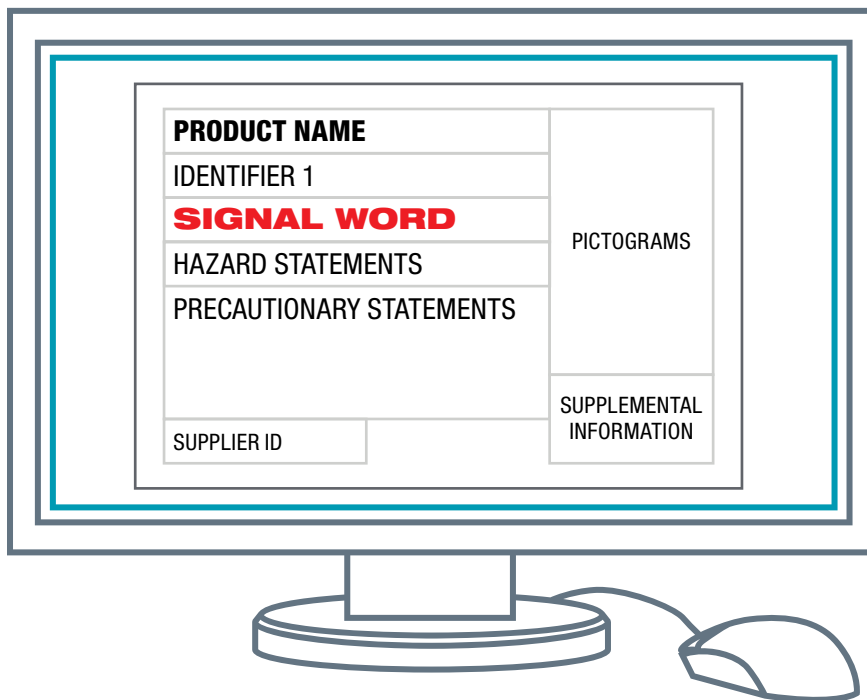 PRODUCT NAME
IDENTIFIER 1
SIGNAL WORD
HAZARD STATEMENTS
PRECAUTIONARY STATEMENTS
SUPPLIER ID
PICTOGRAMS
SUPPLEMENTAL
INFORMATION